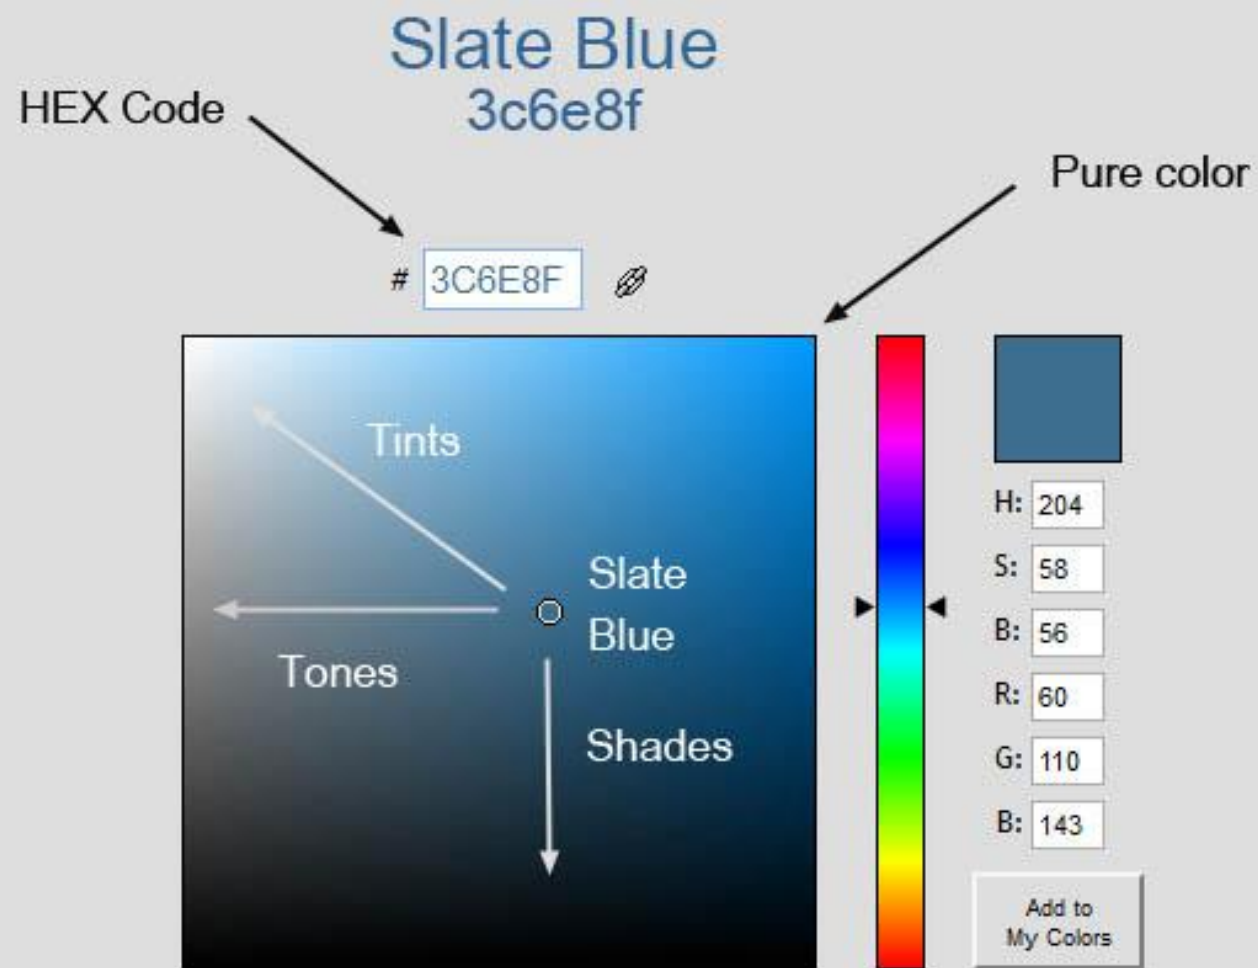 Slate Blue
3c6e8f
HEX Code
Pure color
# 3C6E8F
Tints
Slate
Blue
Tones
Shades
H: 204
S: 58
B: 56
R: 60
G: 110
B: 143
Add to
My Colors